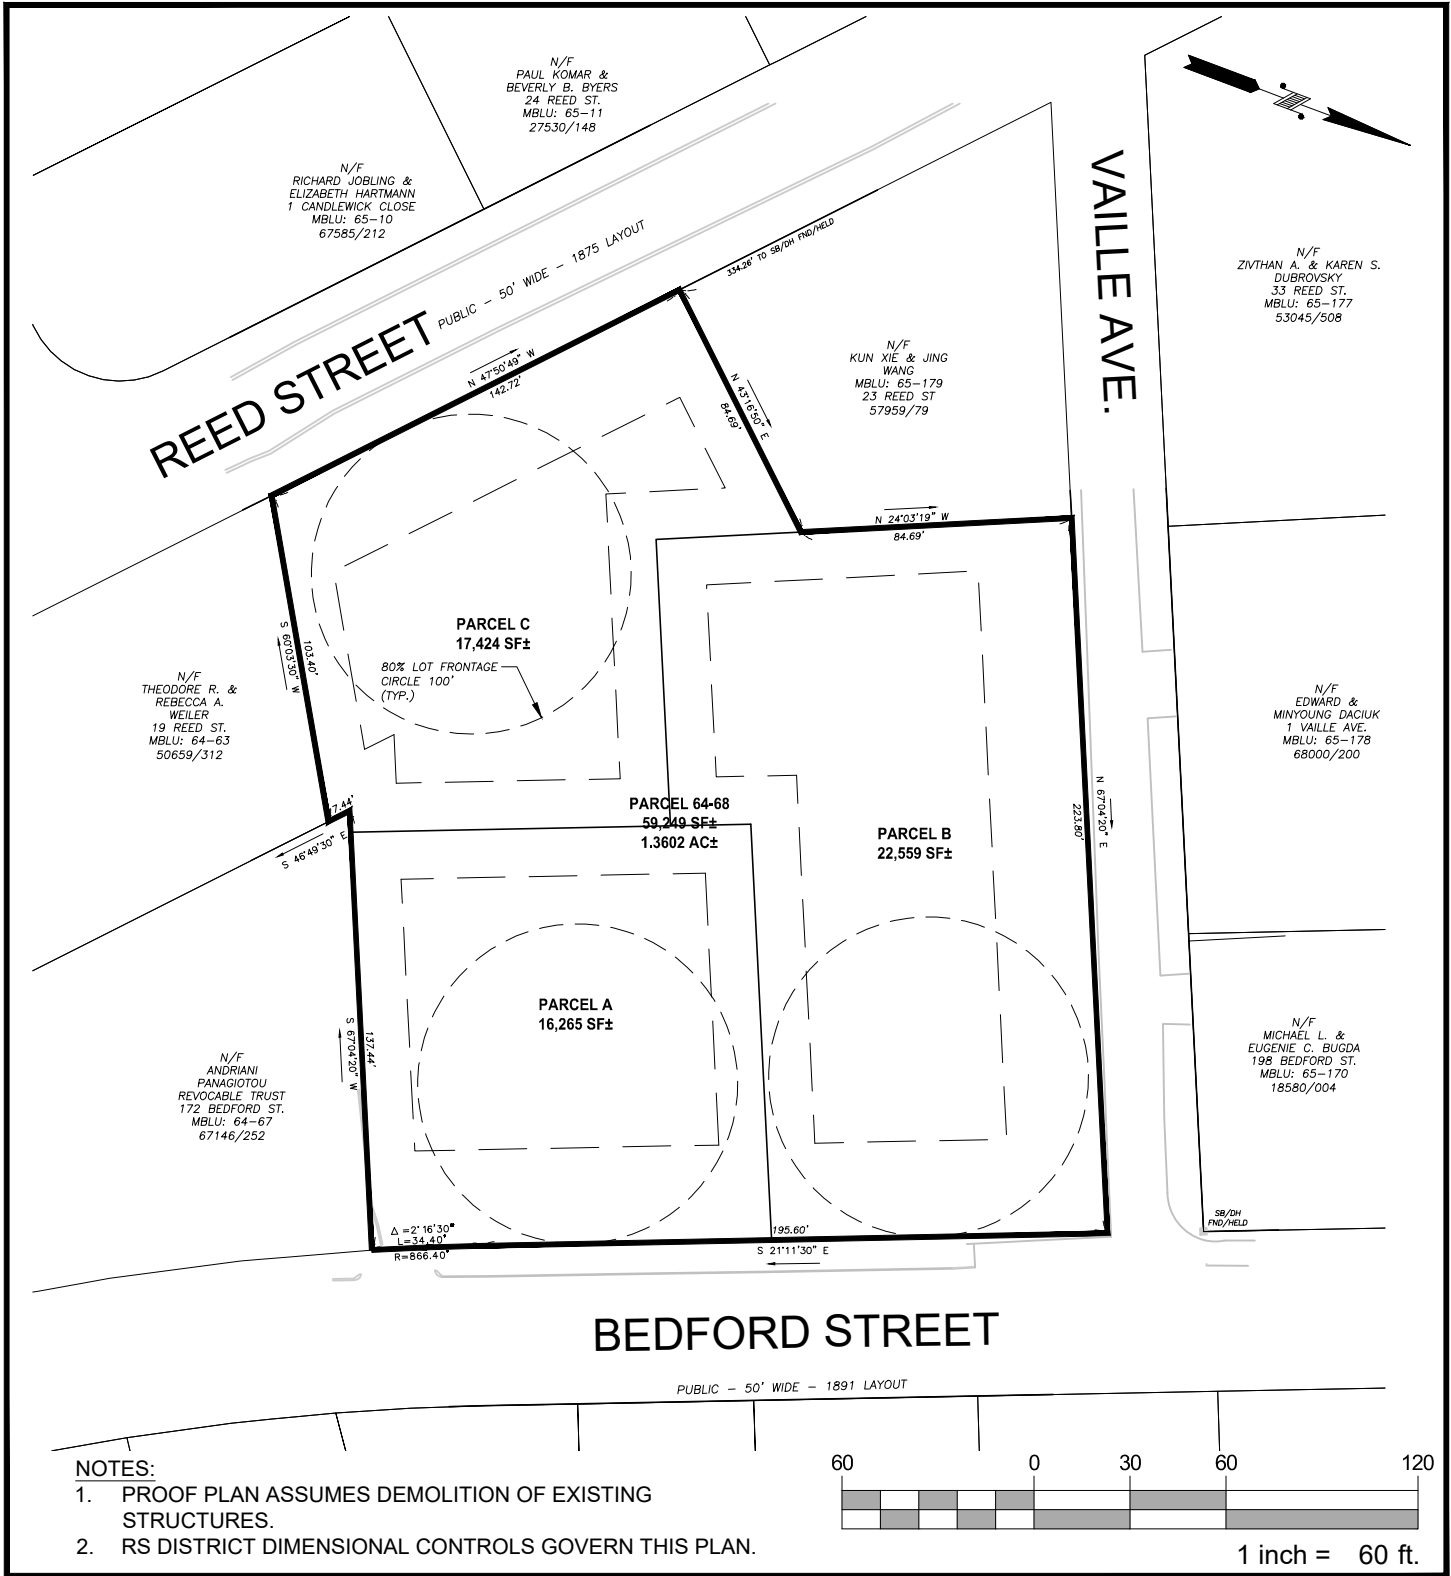 N/F
PAUL KOMAR &
BEVERLY B. BYERS
24 REED ST.
MBLU: 65-11
27530/148
N/F
RICHARD JOBLING &
ELIZABETH HARTMANN
1 CANDLEWICK CLOSE
MBLU: 65-10
67585/212
REED STREET
PUBLIC - 50' WIDE - 1875 LAYOUT
334.26' TO SB/DH FND/HELD
VAILLE AVE.
N/F
ZIVTHAN A. & KAREN S.
DUBROVSKY
33 REED ST.
MBLU: 65-177
53045/508
N/F
KUN XIE & JING
WANG
MBLU: 65-179
23 REED ST
57959/79
N 47°50'49" W
142.72'
N 43°16'50" E
84.69'
N 24°03'19" W
84.69'
PARCEL C
17,424 SF±
80% LOT FRONTAGE
CIRCLE 100'
(TYP.)
S 60°03'30" W
103.40'
N/F
THEODORE R. &
REBECCA A.
WEILER
19 REED ST.
MBLU: 64-63
50659/312
N/F
EDWARD &
MINYOUNG DACIUK
1 VAILLE AVE.
MBLU: 65-178
68000/200
7.44'
S 46°49'30" E
PARCEL 64-68
59,249 SF±
1.3602 AC±
PARCEL B
22,559 SF±
N 67°04'20" E
223.80'
PARCEL A
16,265 SF±
S 67°04'20" W
137.44'
N/F
ANDRIANI
PANAGIOTOU
REVOCABLE TRUST
172 BEDFORD ST.
MBLU: 64-67
67146/252
N/F
MICHAEL L. &
EUGENIE C. BUGDA
198 BEDFORD ST.
MBLU: 65-170
18580/004
SB/DH
FND/HELD
Δ=2°16'30"
L=34.40'
R=866.40'
195.60'
S 21°11'30" E
BEDFORD STREET
PUBLIC - 50' WIDE - 1891 LAYOUT
NOTES:
1. PROOF PLAN ASSUMES DEMOLITION OF EXISTING
STRUCTURES.
2. RS DISTRICT DIMENSIONAL CONTROLS GOVERN THIS PLAN.
60 0 30 60 120
1 inch = 60 ft.